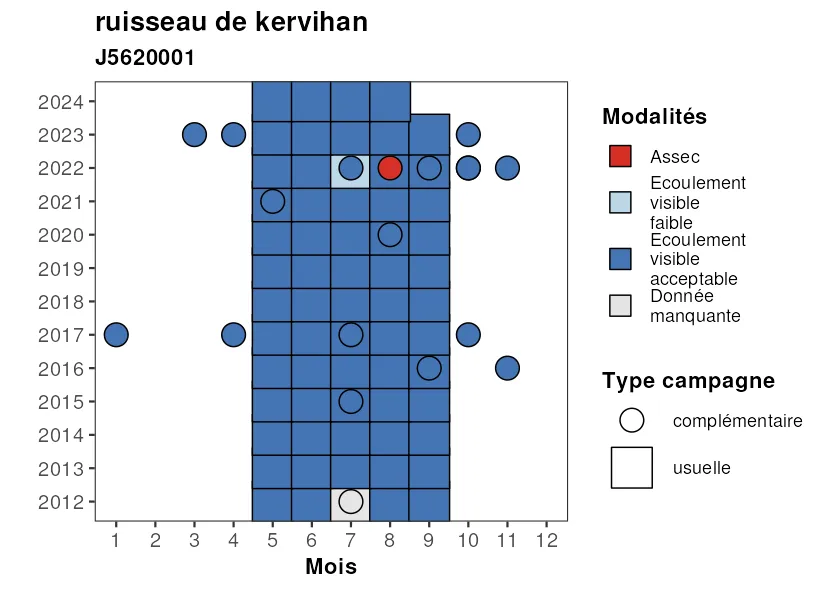 ruisseau de kervihan
J5620001
2024
2023
2022
2021
2020
2019
2018
2017
2016
2015
2014
2013
2012
1 2 3 4 5 6 7 8 9 10 11 12
Mois
Modalités
Assec
Ecoulement
visible
faible
Ecoulement
visible
acceptable
Donnée
manquante
Type campagne
complémentaire
usuelle